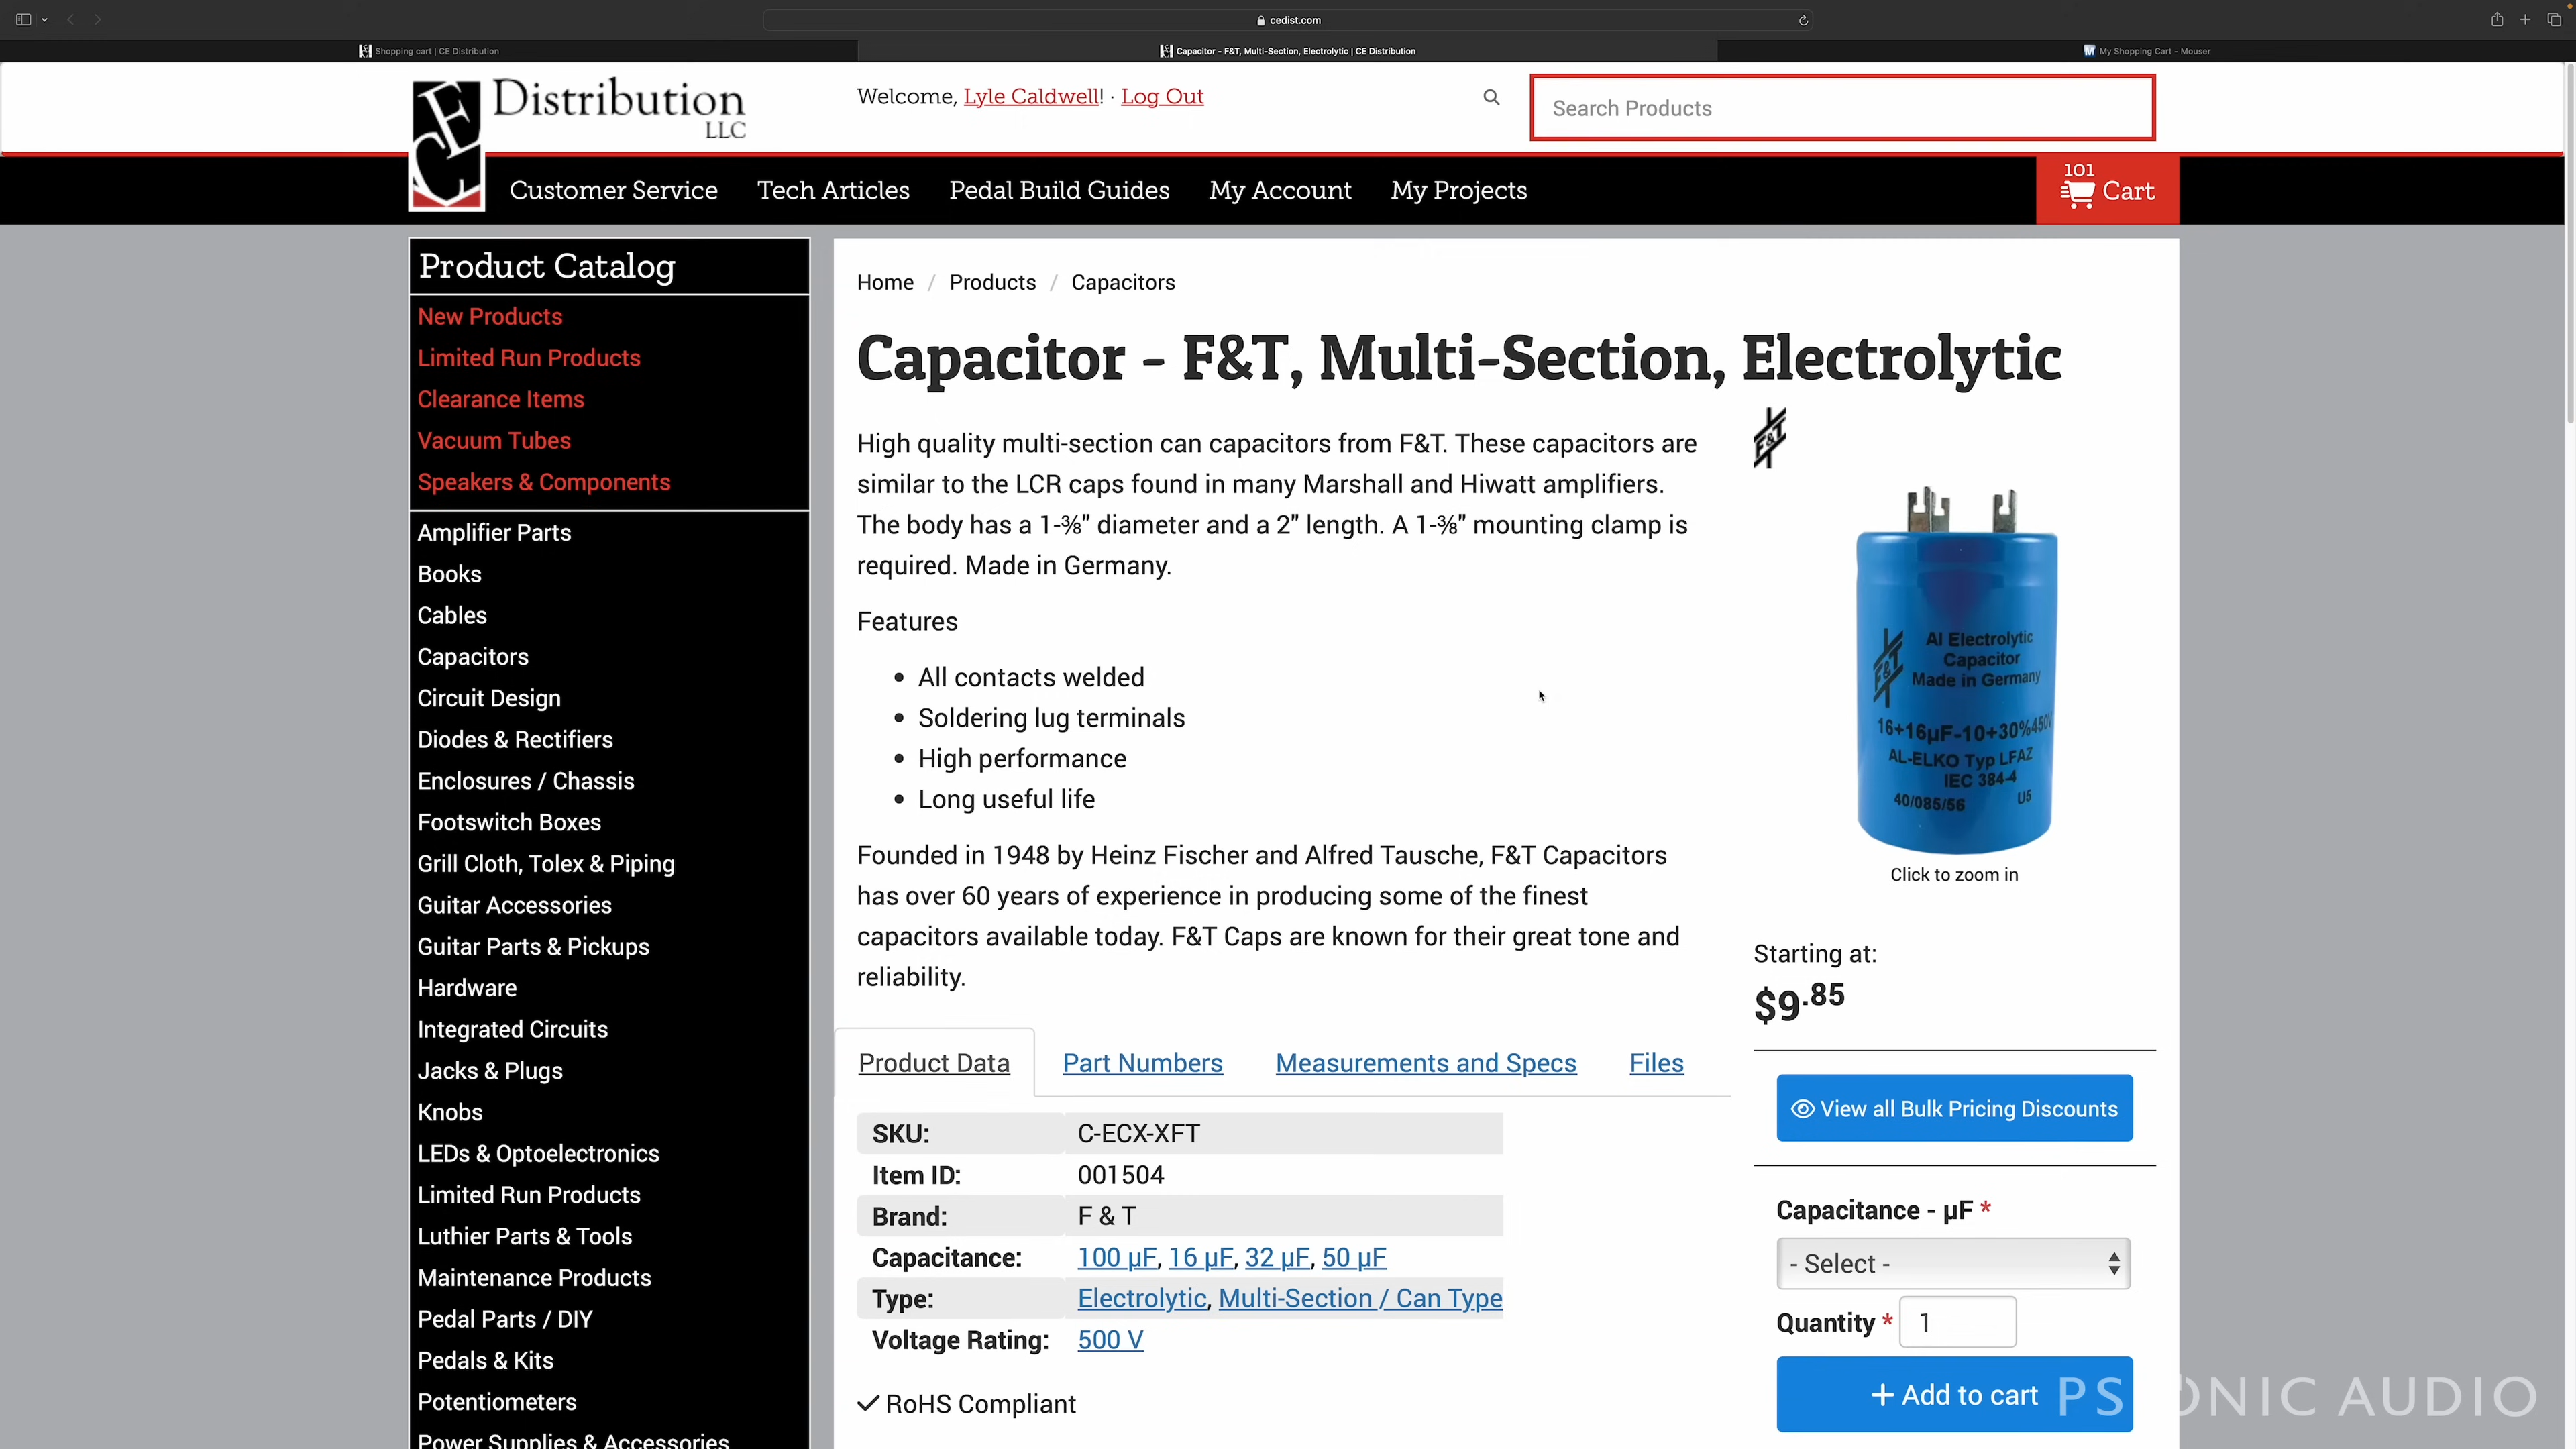 cedist.com
Shopping cart | CE Distribution
Capacitor - F&T, Multi-Section, Electrolytic | CE Distribution
My Shopping Cart - Mouser
CE
Distribution
LLC
Welcome, Lyle Caldwell! · Log Out
Search Products
Customer Service
Tech Articles
Pedal Build Guides
My Account
My Projects
101
Cart
Product Catalog
New Products
Limited Run Products
Clearance Items
Vacuum Tubes
Speakers & Components
Amplifier Parts
Books
Cables
Capacitors
Circuit Design
Diodes & Rectifiers
Enclosures / Chassis
Footswitch Boxes
Grill Cloth, Tolex & Piping
Guitar Accessories
Guitar Parts & Pickups
Hardware
Integrated Circuits
Jacks & Plugs
Knobs
LEDs & Optoelectronics
Limited Run Products
Luthier Parts & Tools
Maintenance Products
Pedal Parts / DIY
Pedals & Kits
Potentiometers
Power Supplies & Accessories
Home / Products / Capacitors
Capacitor - F&T, Multi-Section, Electrolytic
High quality multi-section can capacitors from F&T. These capacitors are
similar to the LCR caps found in many Marshall and Hiwatt amplifiers.
The body has a 1-⅜" diameter and a 2" length. A 1-⅜" mounting clamp is
required. Made in Germany.
Features
• All contacts welded
• Soldering lug terminals
• High performance
• Long useful life
Founded in 1948 by Heinz Fischer and Alfred Tausche, F&T Capacitors
has over 60 years of experience in producing some of the finest
capacitors available today. F&T Caps are known for their great tone and
reliability.
Product Data
Part Numbers
Measurements and Specs
Files
SKU: C-ECX-XFT
Item ID: 001504
Brand: F & T
Capacitance: 100 µF, 16 µF, 32 µF, 50 µF
Type: Electrolytic, Multi-Section / Can Type
Voltage Rating: 500 V
RoHS Compliant
F&T
F&T
Al Electrolytic
Capacitor
Made in Germany
16+16µF-10+30%450V
AL-ELKO Typ LFAZ
IEC 384-4
40/085/56 U5
Click to zoom in
Starting at:
$9.85
View all Bulk Pricing Discounts
Capacitance - µF *
- Select -
Quantity * 1
+ Add to cart
PSIONIC AUDIO